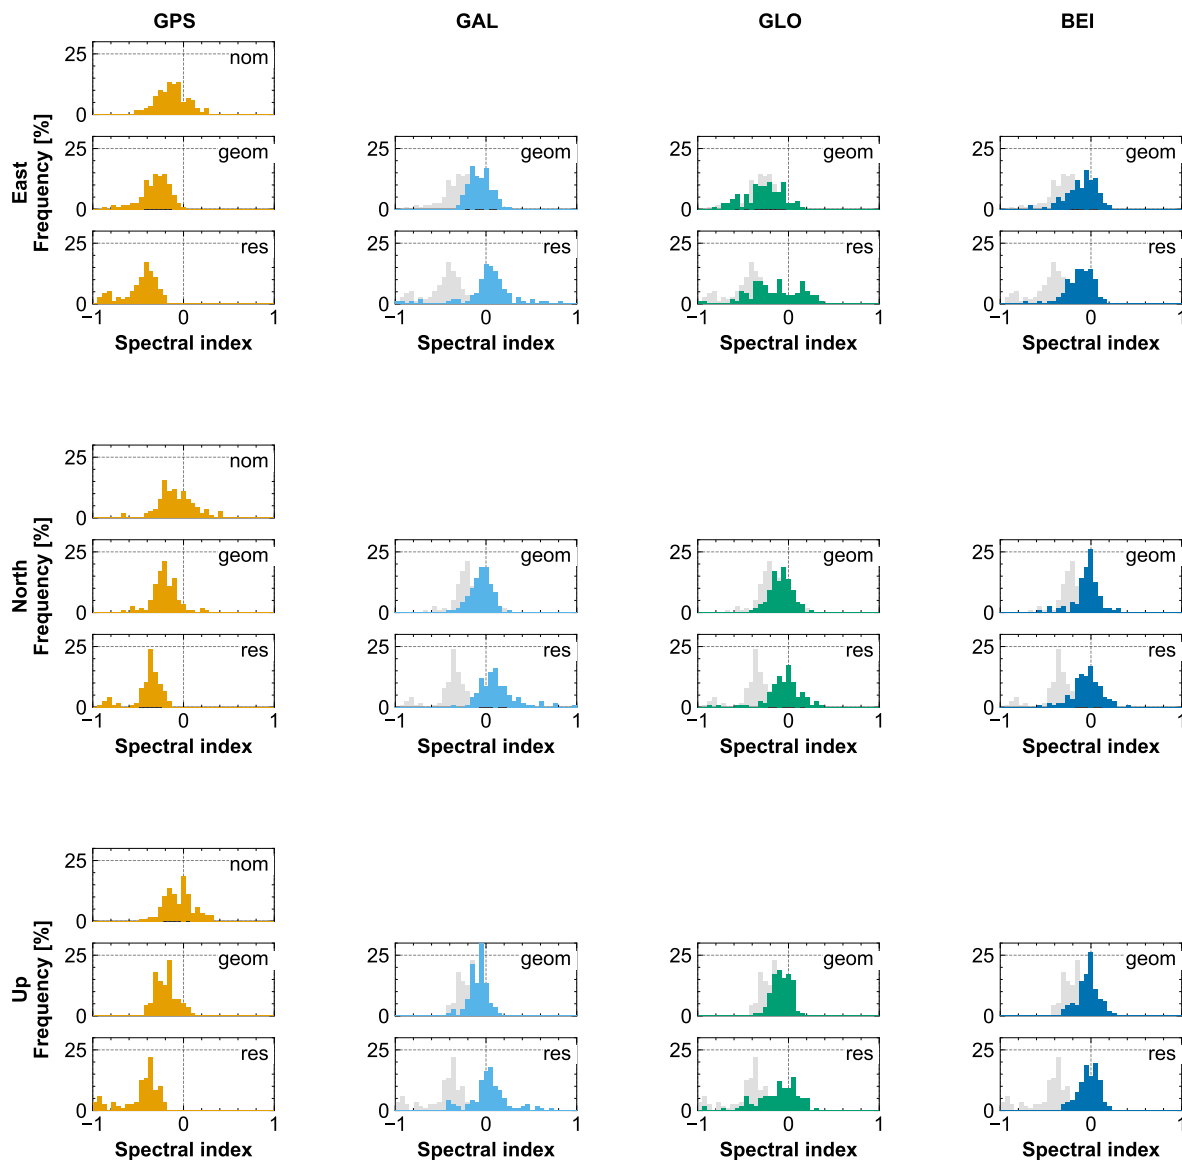 GPS GAL GLO BEI
25 nom
0
25 geom 25 geom 25 geom 25 geom
0 0 0 0
25 res 25 res 25 res 25 res
0 0 0 0
−1 0 1 −1 0 1 −1 0 1 −1 0 1
Spectral index Spectral index Spectral index Spectral index
East
Frequency [%]
25 nom
0
25 geom 25 geom 25 geom 25 geom
0 0 0 0
25 res 25 res 25 res 25 res
0 0 0 0
−1 0 1 −1 0 1 −1 0 1 −1 0 1
Spectral index Spectral index Spectral index Spectral index
North
Frequency [%]
25 nom
0
25 geom 25 geom 25 geom 25 geom
0 0 0 0
25 res 25 res 25 res 25 res
0 0 0 0
−1 0 1 −1 0 1 −1 0 1 −1 0 1
Spectral index Spectral index Spectral index Spectral index
Up
Frequency [%]